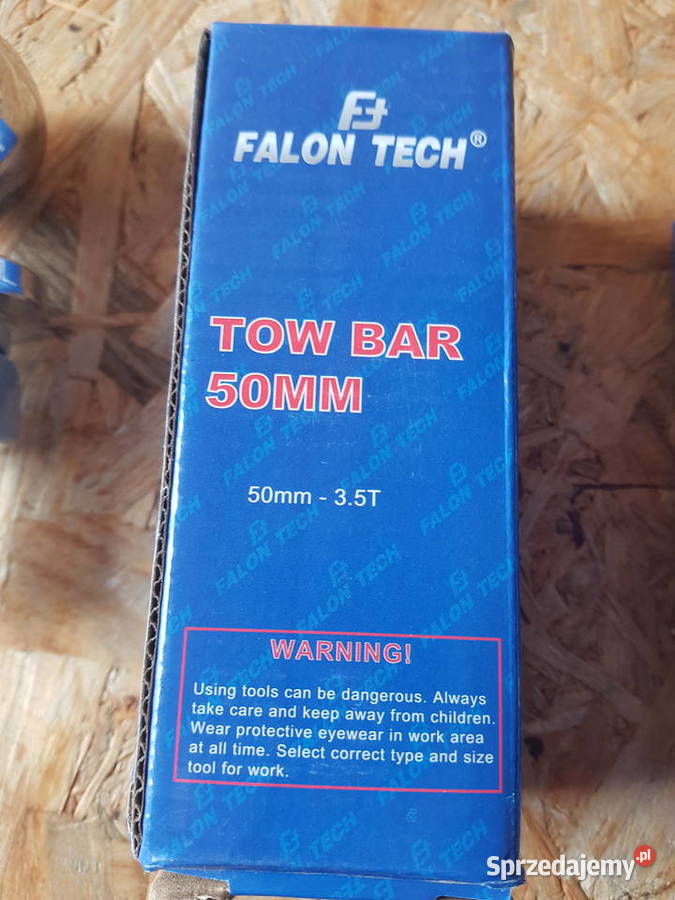 FALON TECH®
TOW BAR
50MM
50mm - 3.5T
WARNING!
Using tools can be dangerous. Always
take care and keep away from children.
Wear protective eyewear in work area
at all time. Select correct type and size
tool for work.
Sprzedajemy.pl